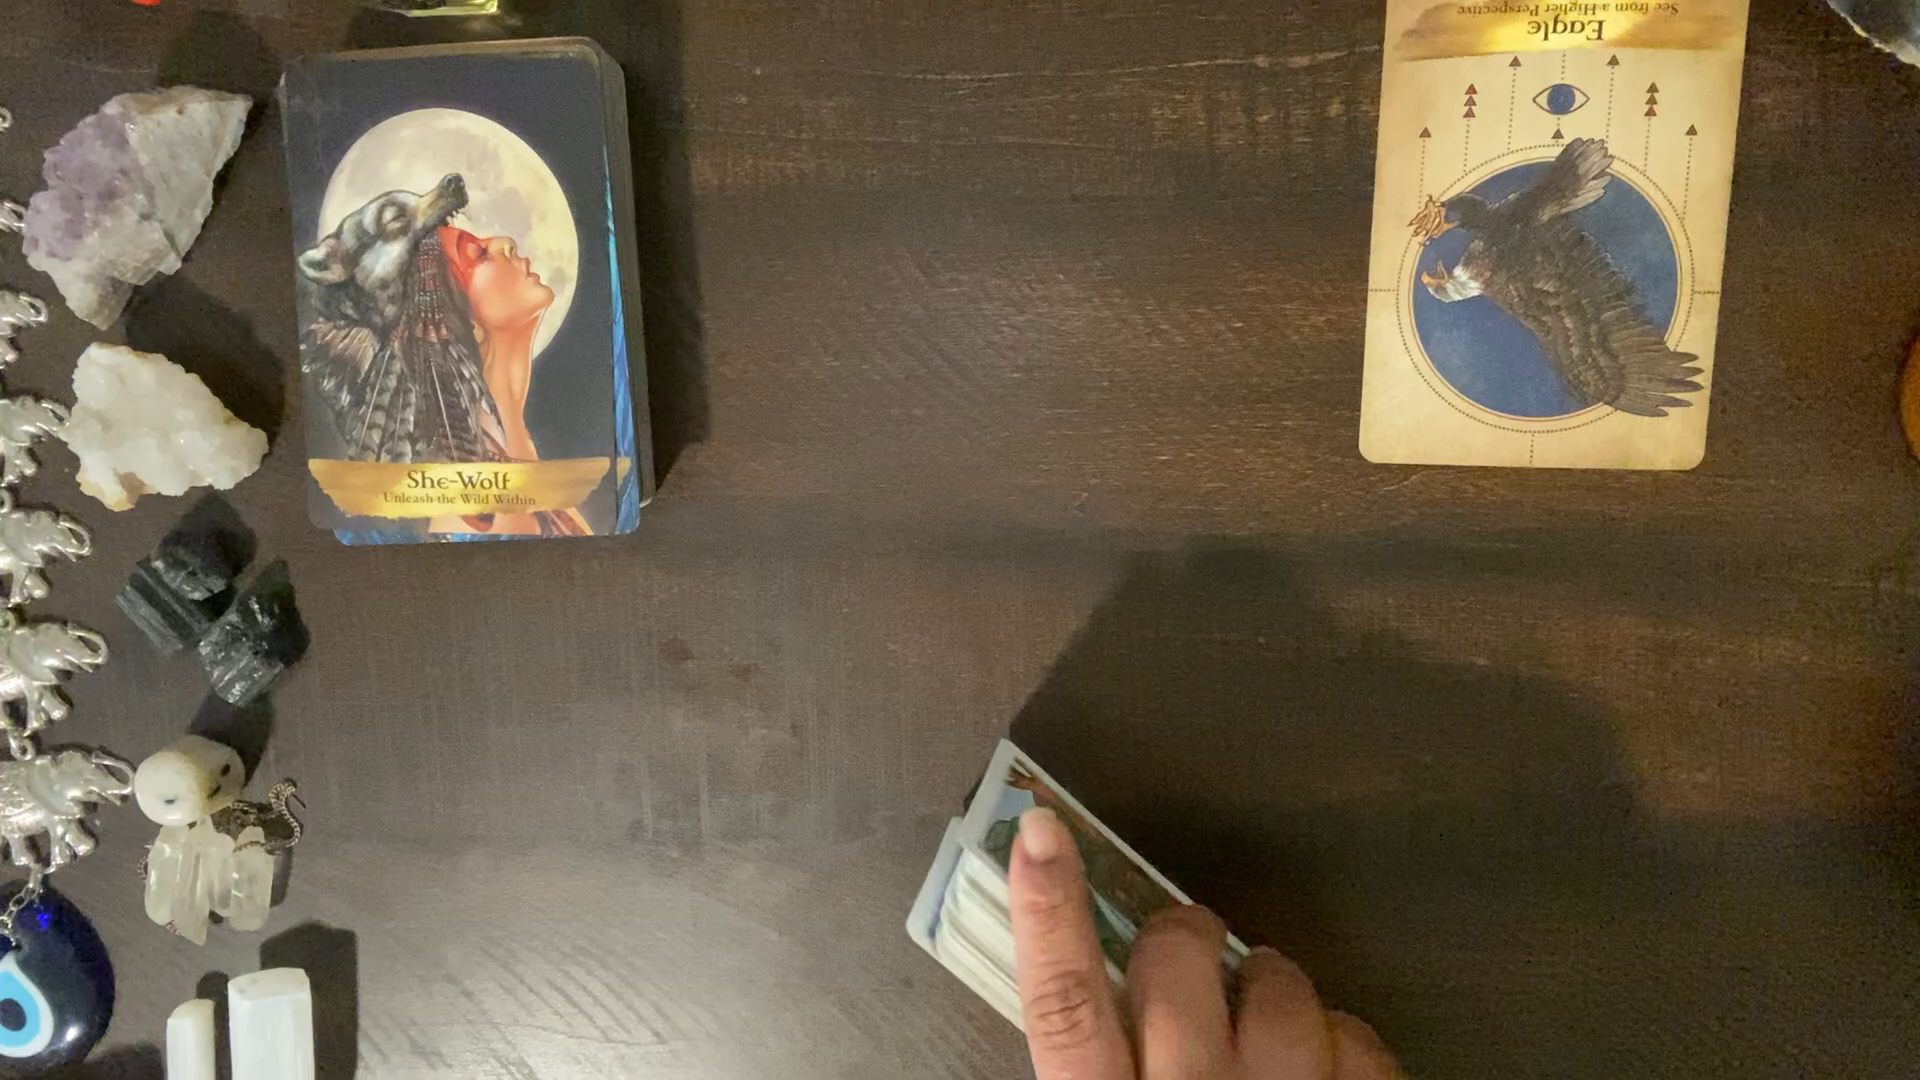 She-Wolf
Unleash the Wild Within
Eagle
See from a Higher Perspective